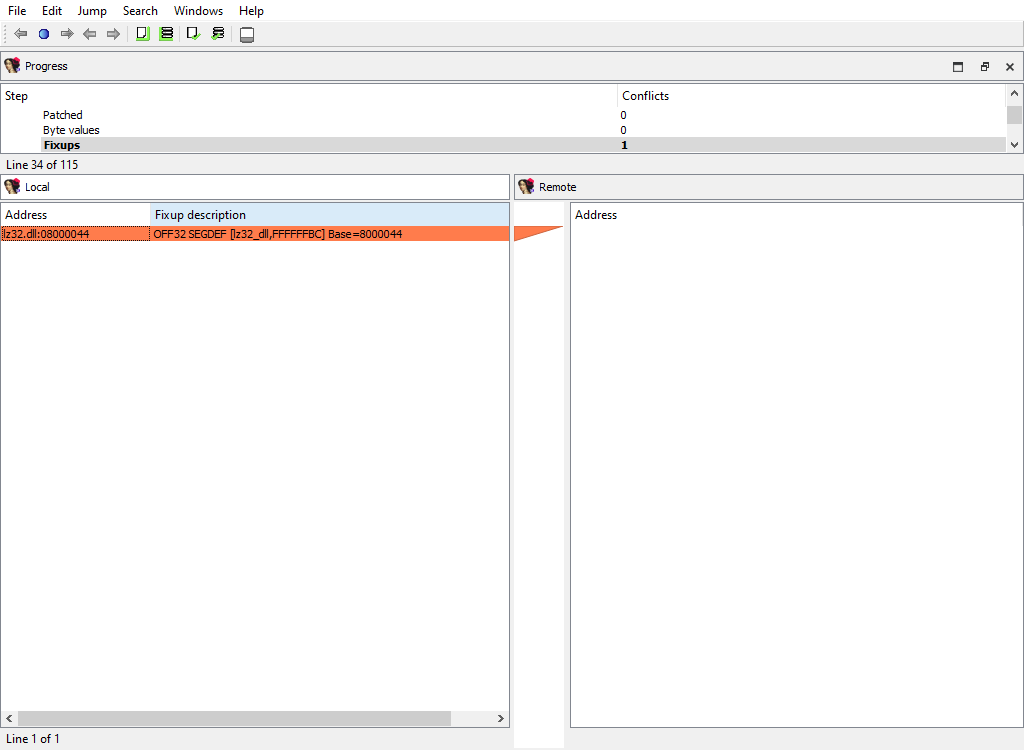 File Edit Jump Search Windows Help
Progress
Step Conflicts
Patched 0
Byte values 0
Fixups 1
Line 34 of 115
Local Remote
Address Fixup description Address
lz32.dll:08000044 OFF32 SEGDEF [lz32_dll,FFFFFFBC] Base=8000044
Line 1 of 1